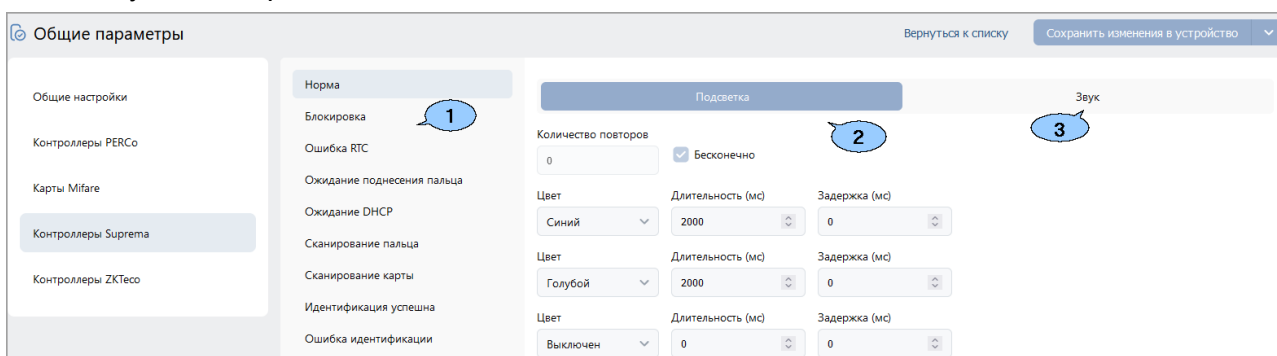 Общие параметры
Вернуться к списку
Сохранить изменения в устройство
Общие настройки
Контроллеры PERCo
Карты Mifare
Контроллеры Suprema
Контроллеры ZKTeco
Норма
Блокировка
1
Ошибка RTC
Ожидание поднесения пальца
Ожидание DHCP
Сканирование пальца
Сканирование карты
Идентификация успешна
Ошибка идентификации
Подсветка
Звук
2
3
Количество повторов
0
Бесконечно
Цвет Длительность (мс) Задержка (мс)
Синий 2000 0
Цвет Длительность (мс) Задержка (мс)
Голубой 2000 0
Цвет Длительность (мс) Задержка (мс)
Выключен 0 0